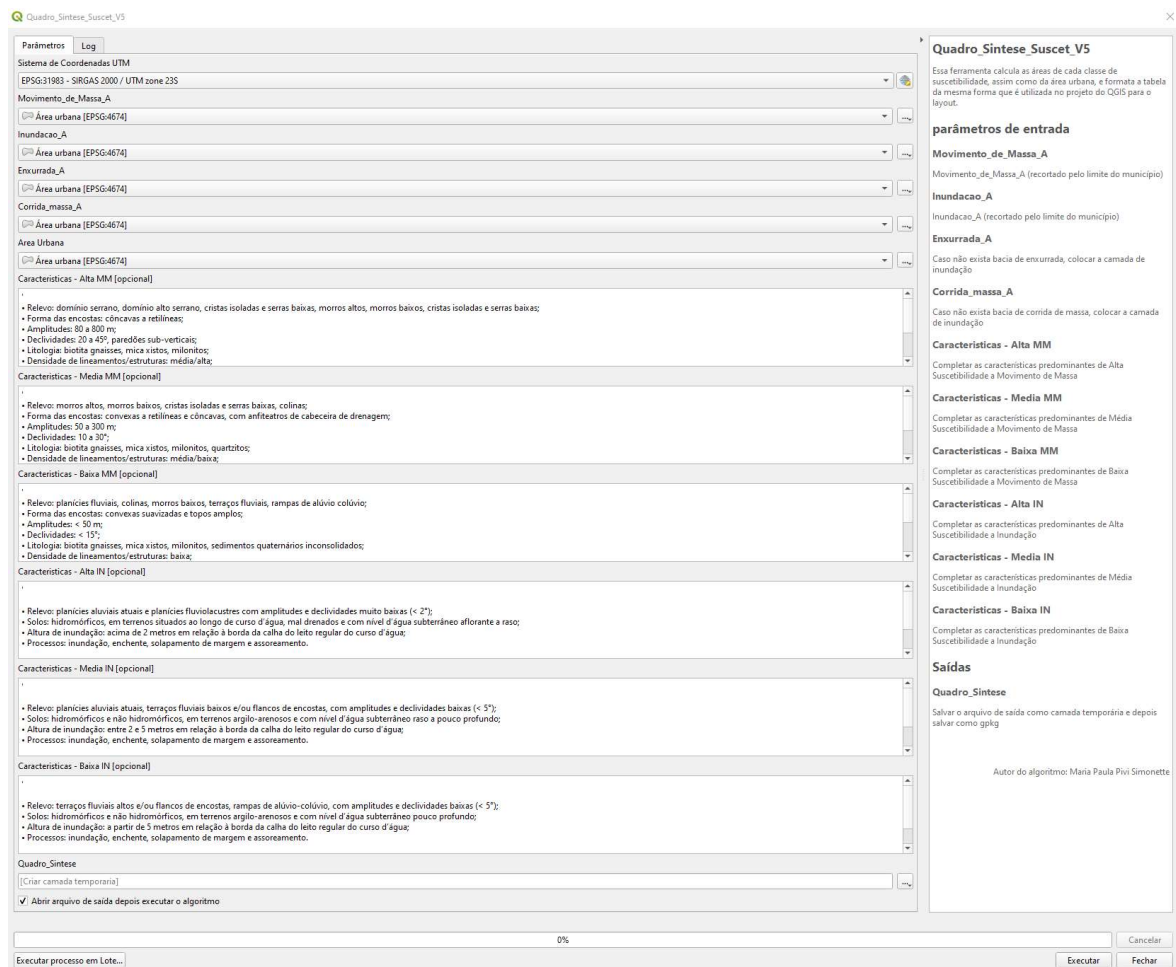 Quadro_Sintese_Suscet_V5
Parâmetros
Log
Sistema de Coordenadas UTM
EPSG:31983 - SIRGAS 2000 / UTM zone 23S
Movimento_de_Massa_A
Área urbana [EPSG:4674]
Inundacao_A
Área urbana [EPSG:4674]
Enxurrada_A
Área urbana [EPSG:4674]
Corrida_massa_A
Área urbana [EPSG:4674]
Area Urbana
Área urbana [EPSG:4674]
Caracteristicas - Alta MM [opcional]
'
• Relevo: domínio serrano, domínio alto serrano, cristas isoladas e serras baixas, morros altos, morros baixos, cristas isoladas e serras baixas;
• Forma das encostas: côncavas a retilíneas;
• Amplitudes: 80 a 800 m;
• Declividades: 20 a 45º, paredões sub-verticais;
• Litologia: biotita gnaisses, mica xistos, milonitos;
• Densidade de lineamentos/estruturas: média/alta;
Caracteristicas - Media MM [opcional]
'
• Relevo: morros altos, morros baixos, cristas isoladas e serras baixas, colinas;
• Forma das encostas: convexas a retilíneas e côncavas, com anfiteatros de cabeceira de drenagem;
• Amplitudes: 50 a 300 m;
• Declividades: 10 a 30°;
• Litologia: biotita gnaisses, mica xistos, milonitos, quartzitos;
• Densidade de lineamentos/estruturas: média/baixa;
Caracteristicas - Baixa MM [opcional]
'
• Relevo: planícies fluviais, colinas, morros baixos, terraços fluviais, rampas de alúvio colúvio;
• Forma das encostas: convexas suavizadas e topos amplos;
• Amplitudes: < 50 m;
• Declividades: < 15°;
• Litologia: biotita gnaisses, mica xistos, milonitos, sedimentos quaternários inconsolidados;
• Densidade de lineamentos/estruturas: baixa;
Caracteristicas - Alta IN [opcional]
'
• Relevo: planícies aluviais atuais e planícies fluviolacustres com amplitudes e declividades muito baixas (< 2°);
• Solos: hidromórficos, em terrenos situados ao longo de curso d'água, mal drenados e com nível d'água subterrâneo aflorante a raso;
• Altura de inundação: acima de 2 metros em relação à borda da calha do leito regular do curso d'água;
• Processos: inundação, enchente, solapamento de margem e assoreamento.
Caracteristicas - Media IN [opcional]
'
• Relevo: planícies aluviais atuais, terraços fluviais baixos e/ou flancos de encostas, com amplitudes e declividades baixas (< 5°);
• Solos: hidromórficos e não hidromórficos, em terrenos argilo-arenosos e com nível d'água subterrâneo raso a pouco profundo;
• Altura de inundação: entre 2 e 5 metros em relação à borda da calha do leito regular do curso d'água;
• Processos: inundação, enchente, solapamento de margem e assoreamento.
Caracteristicas - Baixa IN [opcional]
'
• Relevo: terraços fluviais altos e/ou flancos de encostas, rampas de alúvio-colúvio, com amplitudes e declividades baixas (< 5°);
• Solos: hidromórficos e não hidromórficos, em terrenos argilo-arenosos e com nível d'água subterrâneo pouco profundo;
• Altura de inundação: a partir de 5 metros em relação à borda da calha do leito regular do curso d'água;
• Processos: inundação, enchente, solapamento de margem e assoreamento.
Quadro_Sintese
[Criar camada temporaria]
Abrir arquivo de saída depois executar o algoritmo
Quadro_Sintese_Suscet_V5
Essa ferramenta calcula as áreas de cada classe de
suscetibilidade, assim como da área urbana, e formata a tabela
da mesma forma que é utilizada no projeto do QGIS para o
layout.
parâmetros de entrada
Movimento_de_Massa_A
Movimento_de_Massa_A (recortado pelo limite do município)
Inundacao_A
Inundacao_A (recortado pelo limite do município)
Enxurrada_A
Caso não exista bacia de enxurrada, colocar a camada de
inundação
Corrida_massa_A
Caso não exista bacia de corrida de massa, colocar a camada
de inundação
Caracteristicas - Alta MM
Completar as características predominantes de Alta
Suscetibilidade a Movimento de Massa
Caracteristicas - Media MM
Completar as características predominantes de Média
Suscetibilidade a Movimento de Massa
Caracteristicas - Baixa MM
Completar as características predominantes de Baixa
Suscetibilidade a Movimento de Massa
Caracteristicas - Alta IN
Completar as características predominantes de Alta
Suscetibilidade a Inundação
Caracteristicas - Media IN
Completar as características predominantes de Média
Suscetibilidade a Inundação
Caracteristicas - Baixa IN
Completar as características predominantes de Baixa
Suscetibilidade a Inundação
Saídas
Quadro_Sintese
Salvar o arquivo de saída como camada temporária e depois
salvar como gpkg
Autor do algoritmo: Maria Paula Pivi Simonette
0%
Cancelar
Executar processo em Lote...
Executar
Fechar